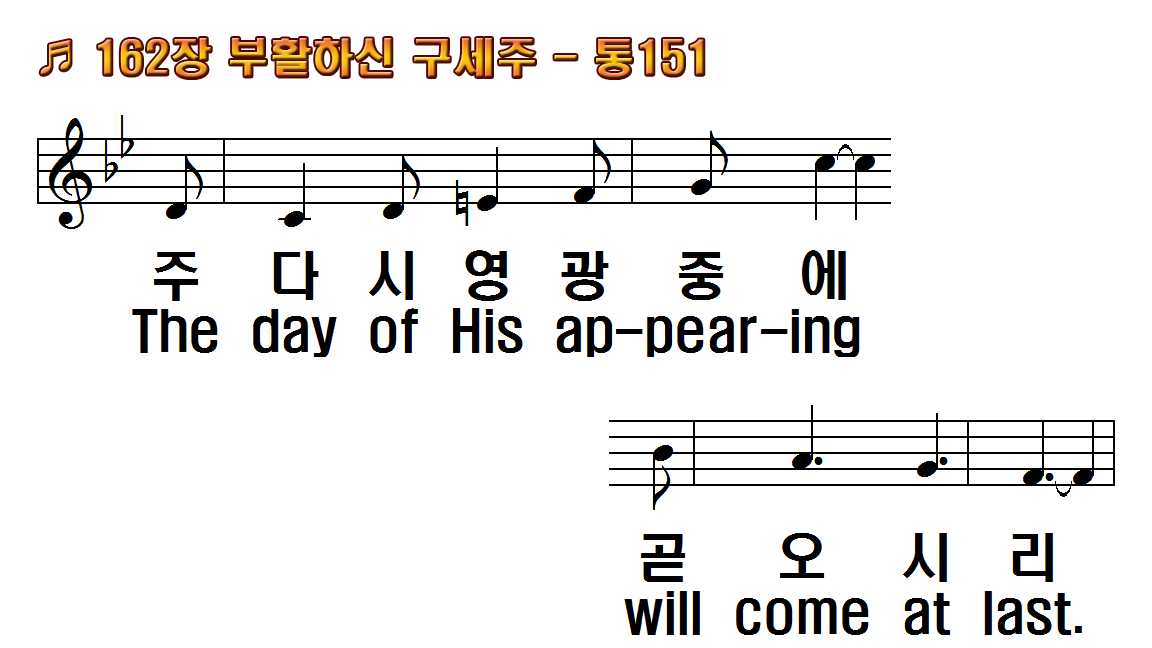 162장 부활하신 구세주 - 통151
주 다 시 영 광 중 에
The day of His ap-pear-ing
곧 오 시 리
will come at last.